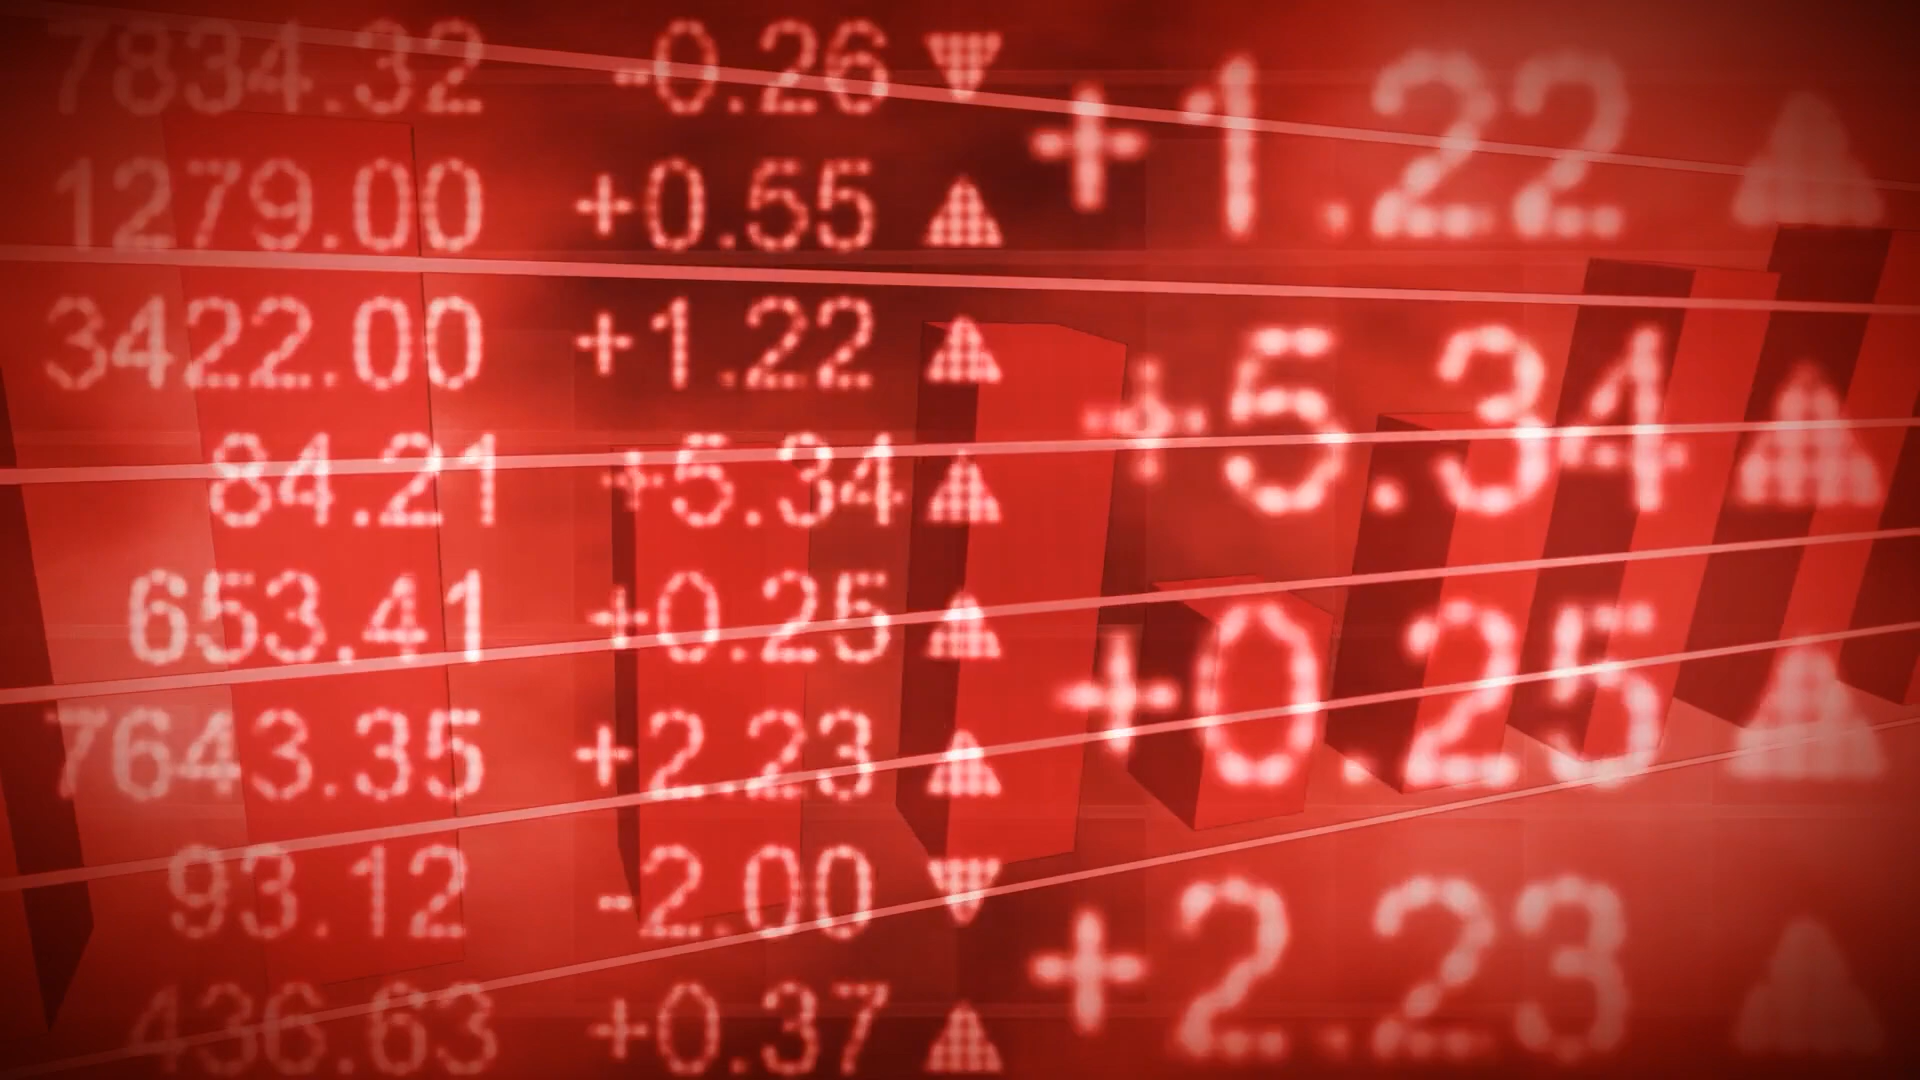 7834.32 -0.26 ▼
1279.00 +0.55 ▲
3422.00 +1.22 ▲
84.21 +5.34 ▲
653.41 +0.25 ▲
7643.35 +2.23 ▲
93.12 -2.00 ▼
436.63 +0.37 ▲
+1.22 ▲
+5.34 ▲
+0.25 ▲
+2.23 ▲